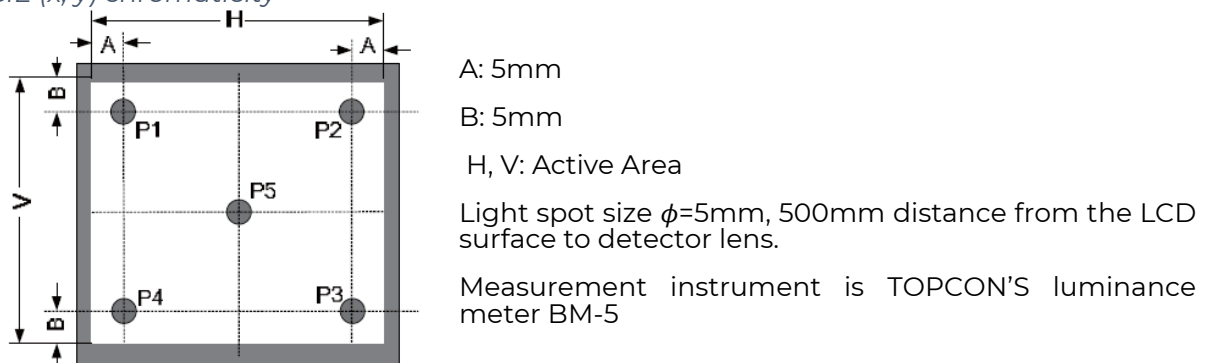 (x, y) chromaticity
H
A
A
B
P1
P2
V
P5
P4
P3
B
A: 5mm
B: 5mm
H, V: Active Area
Light spot size ϕ=5mm, 500mm distance from the LCD
surface to detector lens.
Measurement instrument is TOPCON’S luminance
meter BM-5